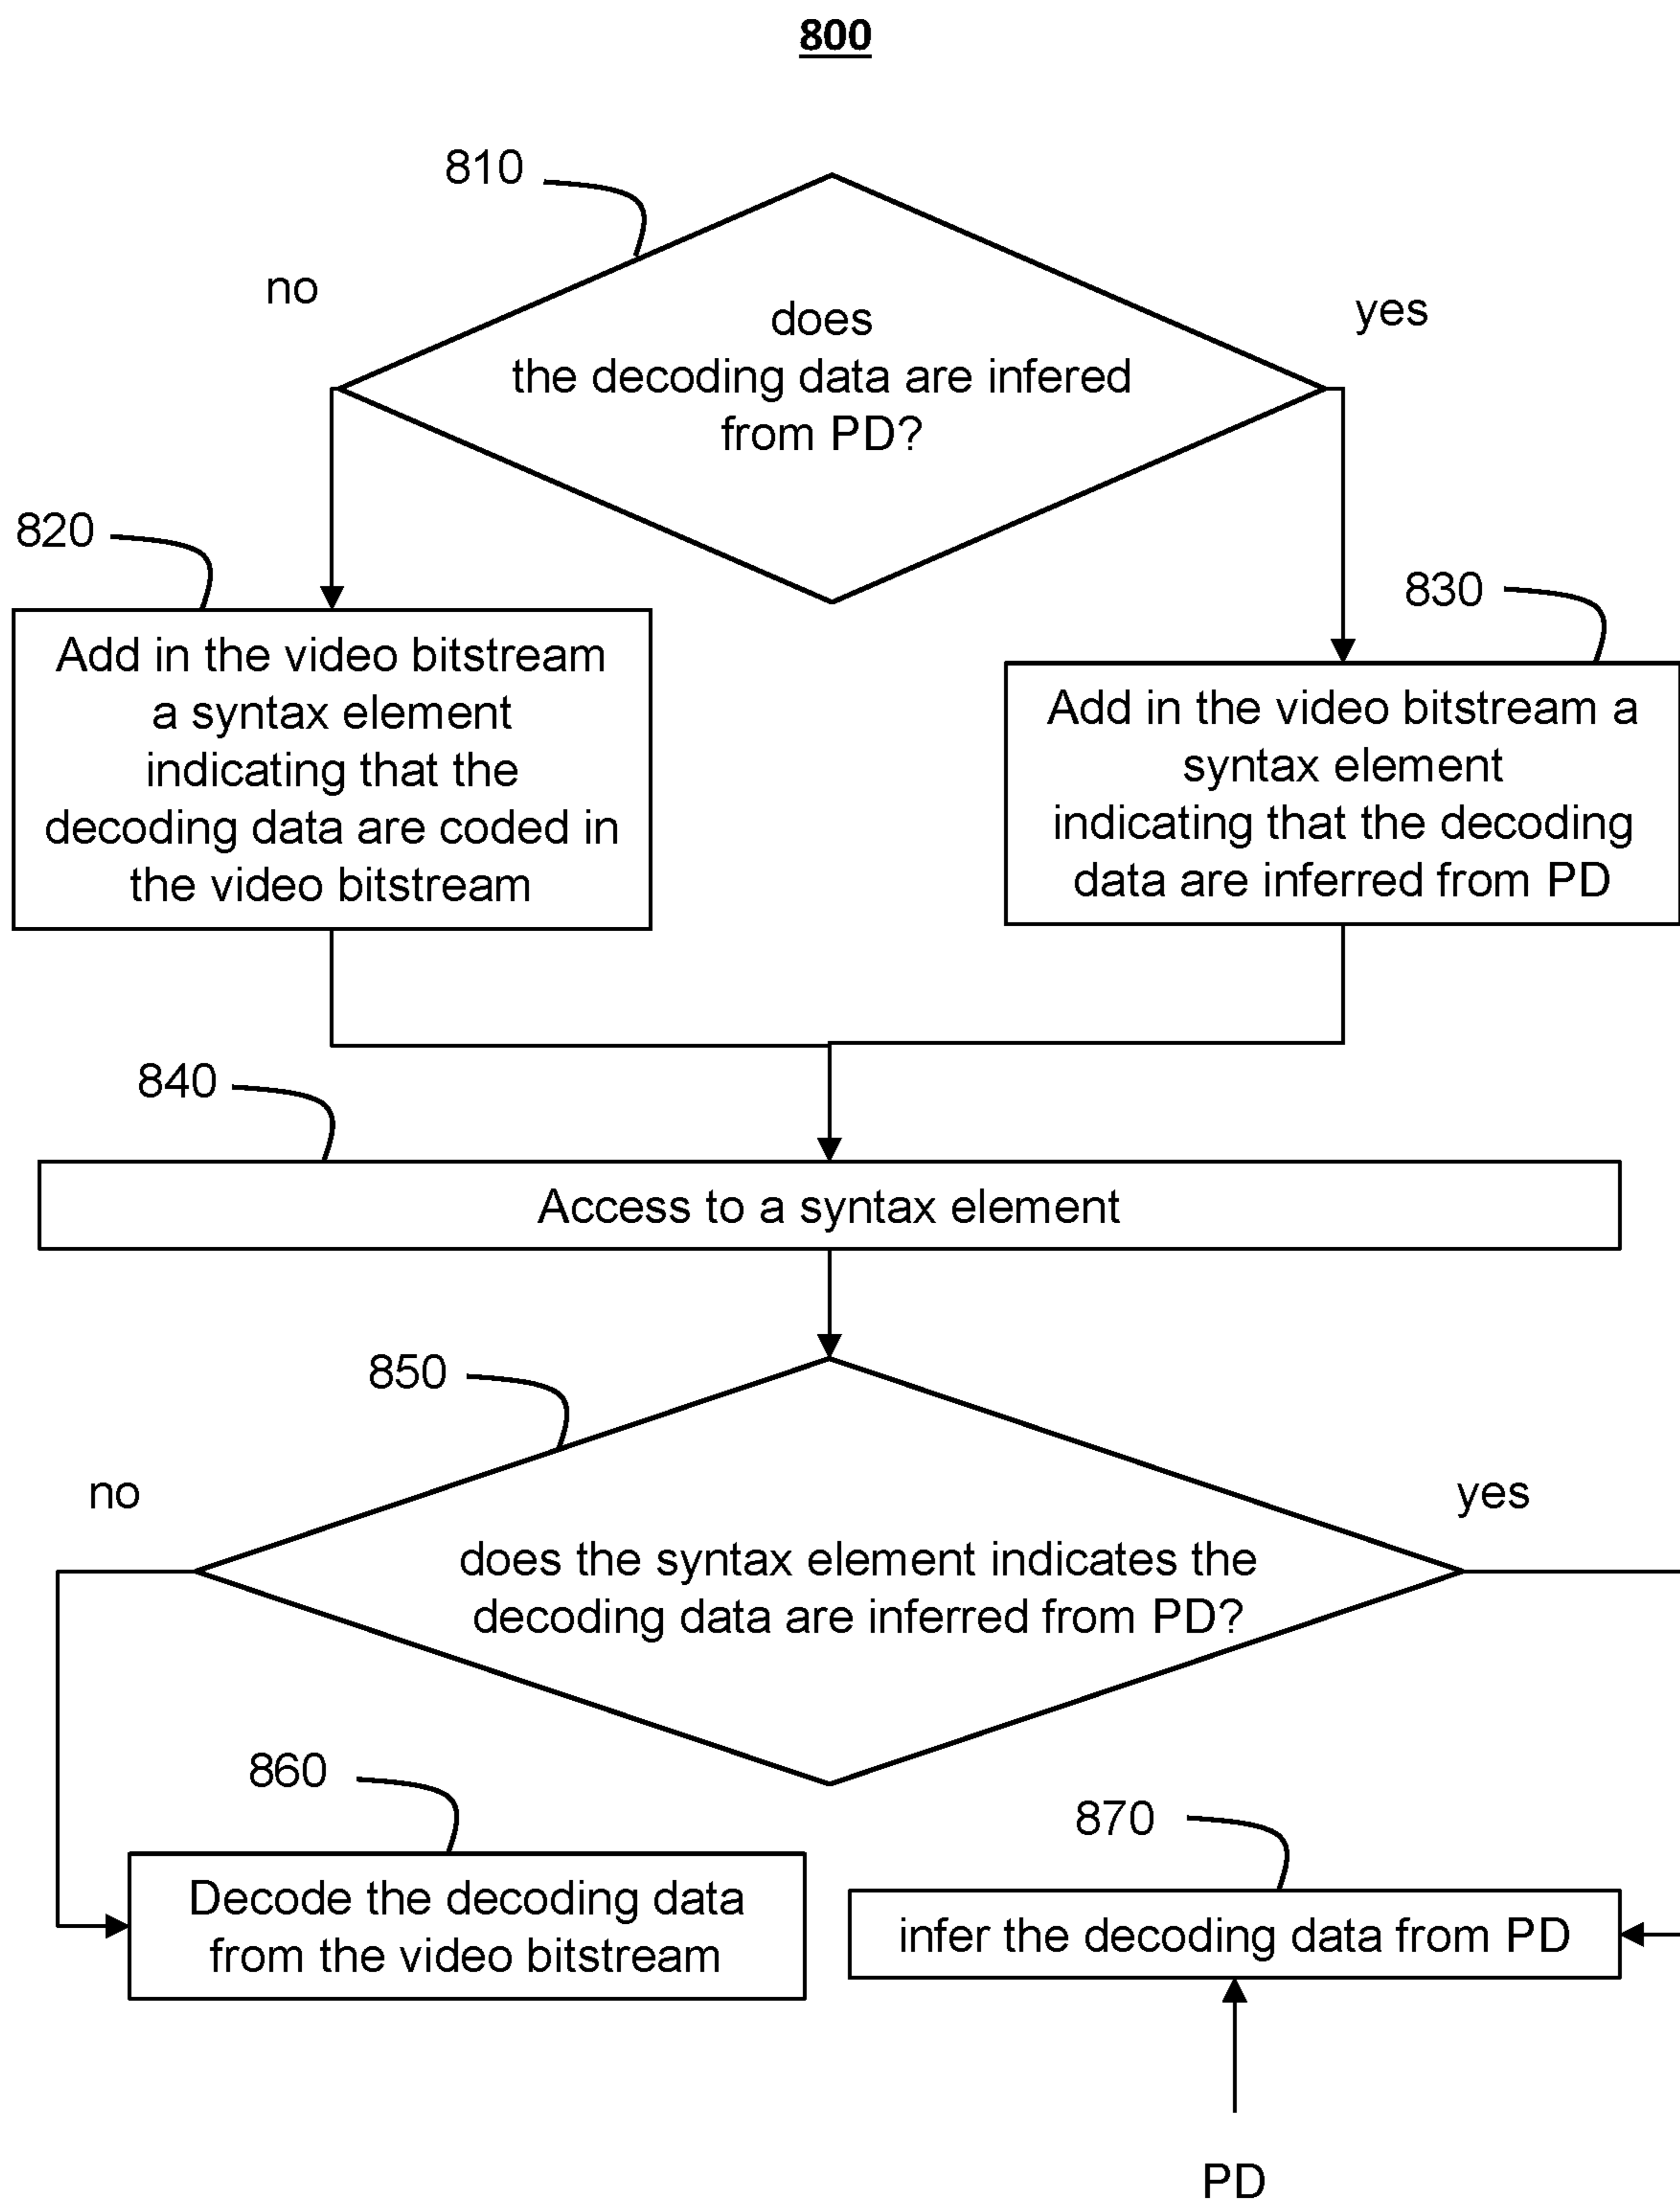 800
810
no
yes
does
the decoding data are infered
from PD?
820
830
Add in the video bitstream
a syntax element
indicating that the
decoding data are coded in
the video bitstream
Add in the video bitstream a
syntax element
indicating that the decoding
data are inferred from PD
840
Access to a syntax element
850
no
yes
does the syntax element indicates the
decoding data are inferred from PD?
860
870
Decode the decoding data
from the video bitstream
infer the decoding data from PD
PD